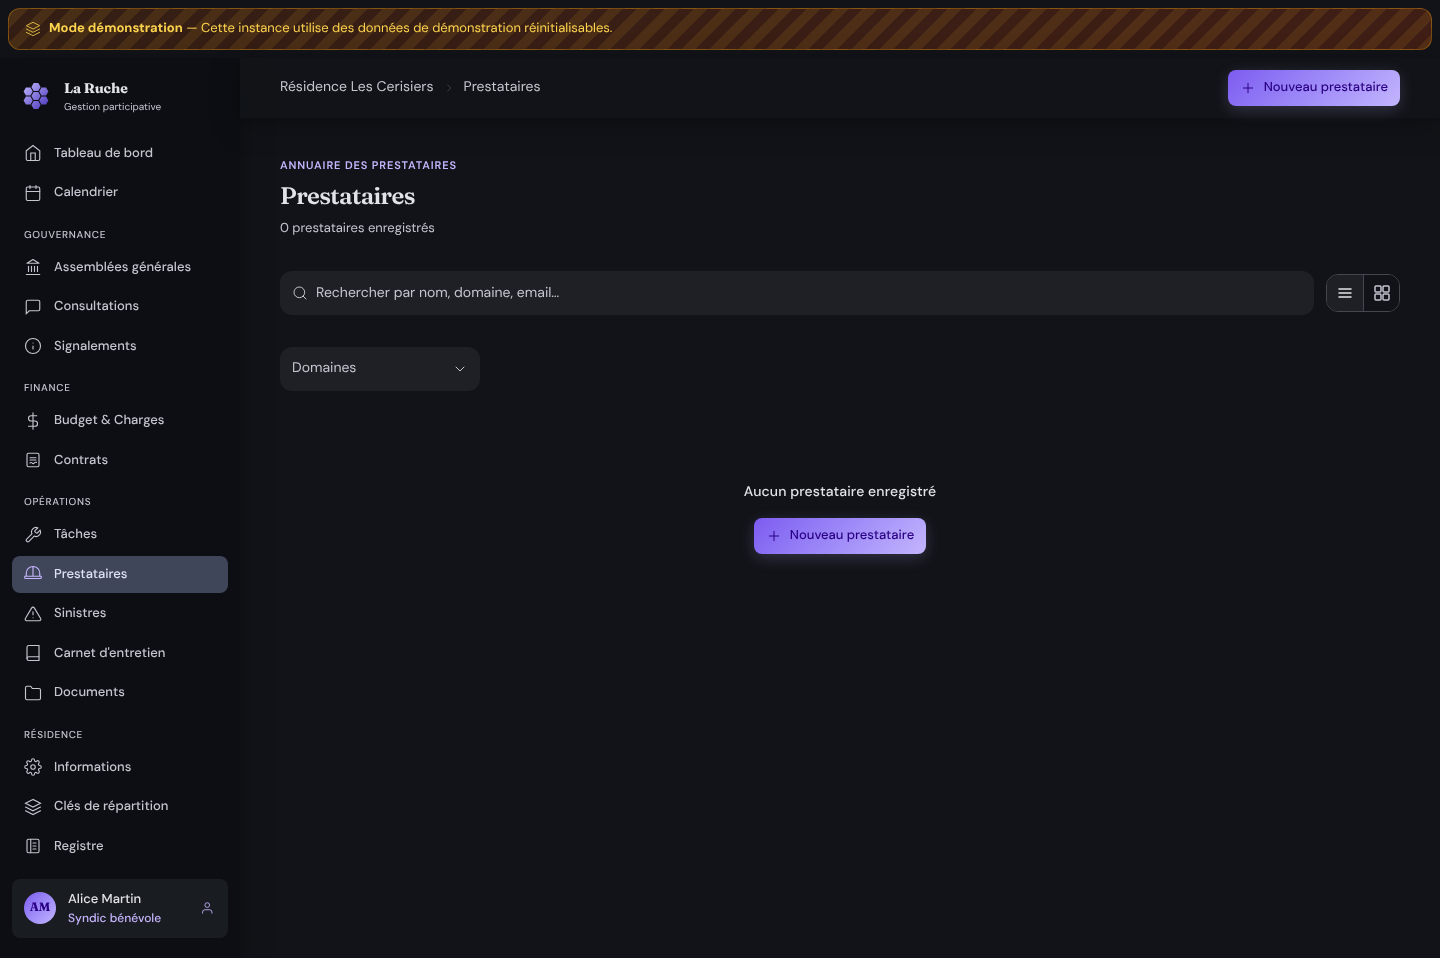 Mode démonstration — Cette instance utilise des données de démonstration réinitialisables.
La Ruche
Gestion participative
Tableau de bord
Calendrier
GOUVERNANCE
Assemblées générales
Consultations
Signalements
FINANCE
Budget & Charges
Contrats
OPÉRATIONS
Tâches
Prestataires
Sinistres
Carnet d'entretien
Documents
RÉSIDENCE
Informations
Clés de répartition
Registre
AM
Alice Martin
Syndic bénévole
Résidence Les Cerisiers > Prestataires
Nouveau prestataire
ANNUAIRE DES PRESTATAIRES
Prestataires
0 prestataires enregistrés
Rechercher par nom, domaine, email...
Domaines
Aucun prestataire enregistré
Nouveau prestataire